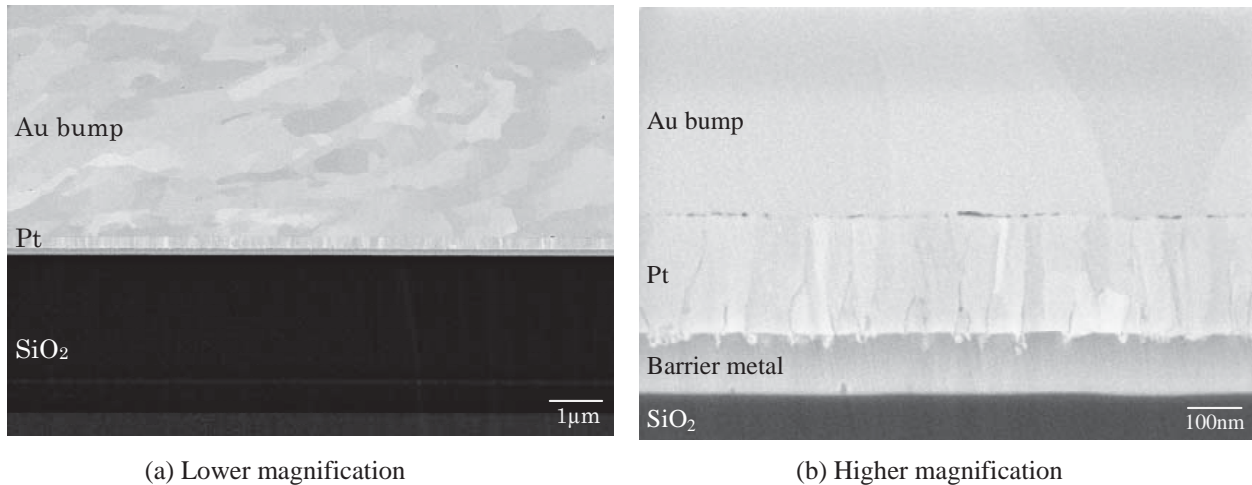 Au bump
Pt
SiO₂
1μm
Au bump
Pt
Barrier metal
SiO₂
100nm
(a) Lower magnification
(b) Higher magnification